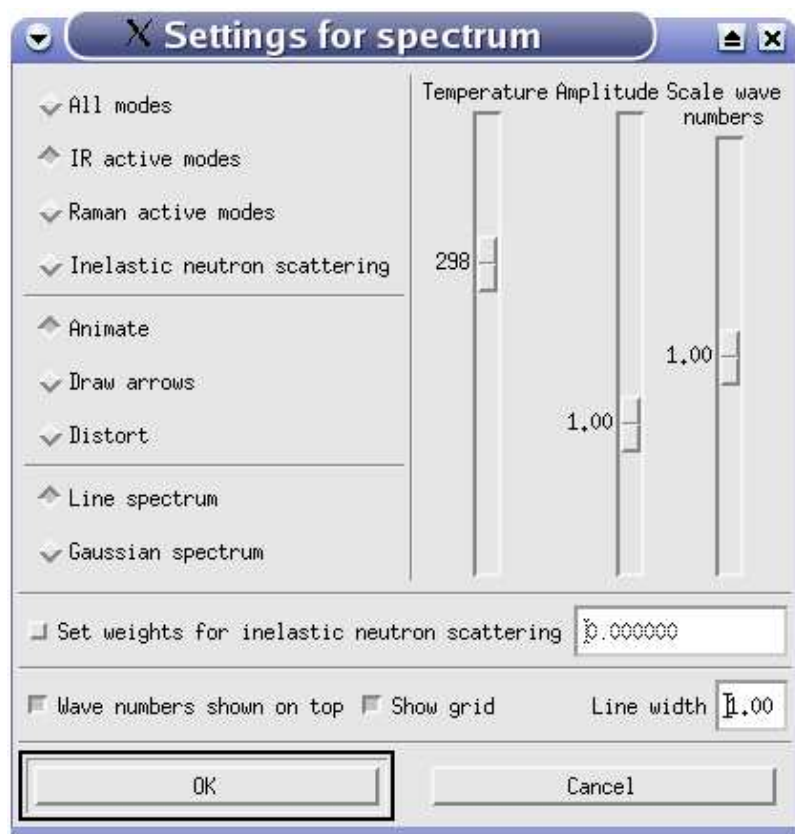 X Settings for spectrum
All modes
IR active modes
Raman active modes
Inelastic neutron scattering
Animate
Draw arrows
Distort
Line spectrum
Gaussian spectrum
Temperature
298
Amplitude
1.00
Scale wave
numbers
1.00
Set weights for inelastic neutron scattering 0.000000
Wave numbers shown on top Show grid Line width 1.00
OK Cancel